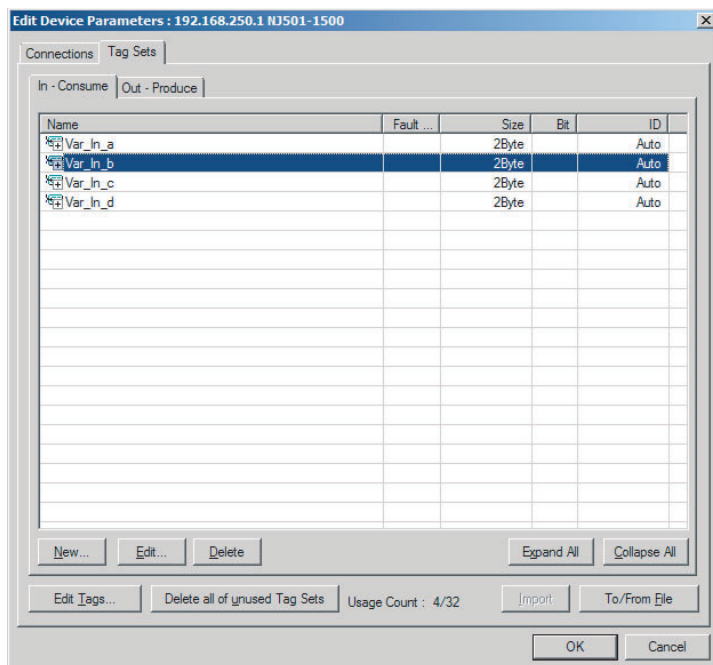 Edit Device Parameters : 192.168.250.1 NJ501-1500
Connections Tag Sets
In - Consume Out - Produce
Name Fault ... Size Bit ID
Var_In_a 2Byte Auto
Var_In_b 2Byte Auto
Var_In_c 2Byte Auto
Var_In_d 2Byte Auto
New... Edit... Delete Expand All Collapse All
Edit Tags... Delete all of unused Tag Sets Usage Count : 4/32 Import To/From File
OK Cancel